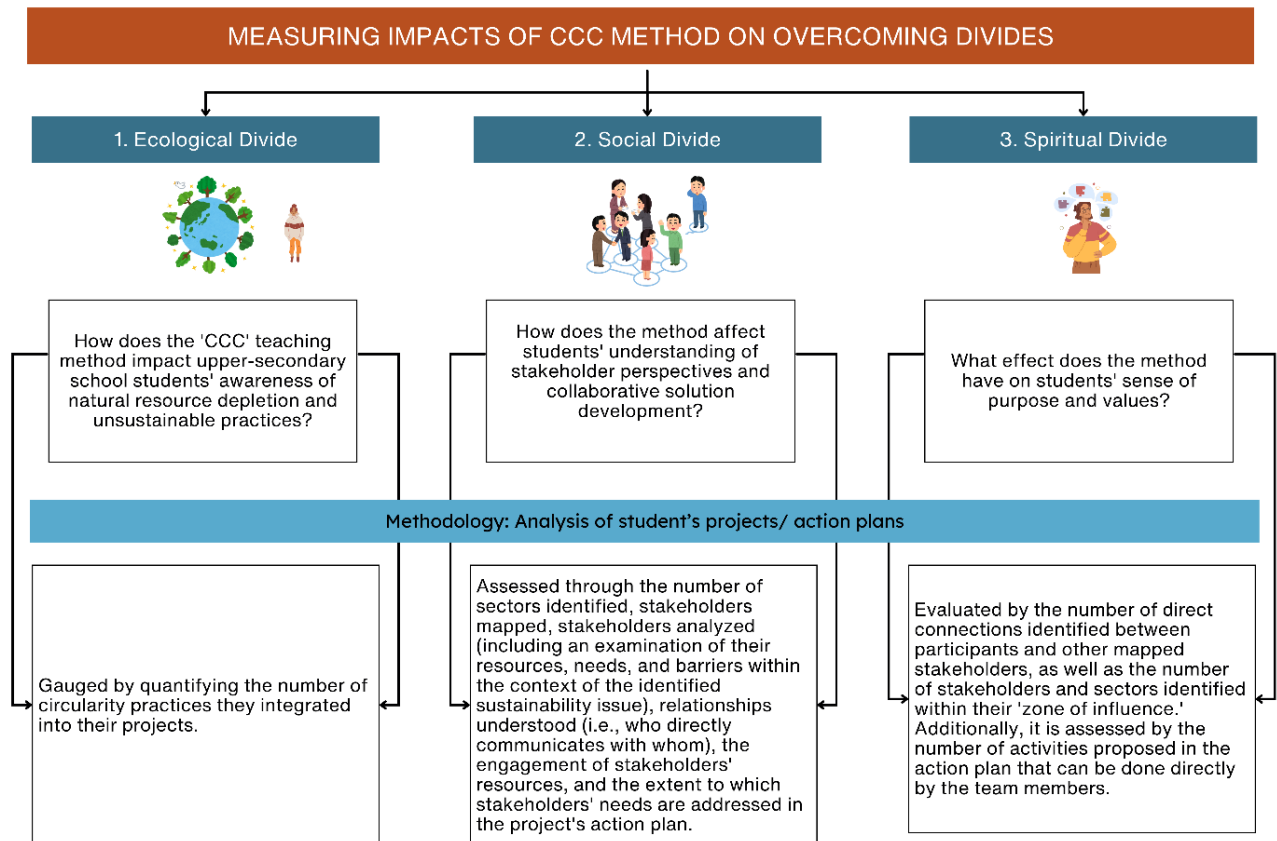 MEASURING IMPACTS OF CCC METHOD ON OVERCOMING DIVIDES
1. Ecological Divide
2. Social Divide
3. Spiritual Divide
How does the 'CCC' teaching
method impact upper-secondary
school students' awareness of
natural resource depletion and
unsustainable practices?
How does the method affect
students' understanding of
stakeholder perspectives and
collaborative solution
development?
What effect does the method
have on students' sense of
purpose and values?
Methodology: Analysis of student’s projects/ action plans
Gauged by quantifying the number of
circularity practices they integrated
into their projects.
Assessed through the number of
sectors identified, stakeholders
mapped, stakeholders analyzed
(including an examination of their
resources, needs, and barriers within
the context of the identified
sustainability issue), relationships
understood (i.e., who directly
communicates with whom), the
engagement of stakeholders'
resources, and the extent to which
stakeholders' needs are addressed in
the project's action plan.
Evaluated by the number of direct
connections identified between
participants and other mapped
stakeholders, as well as the number
of stakeholders and sectors identified
within their 'zone of influence.'
Additionally, it is assessed by the
number of activities proposed in the
action plan that can be done directly
by the team members.